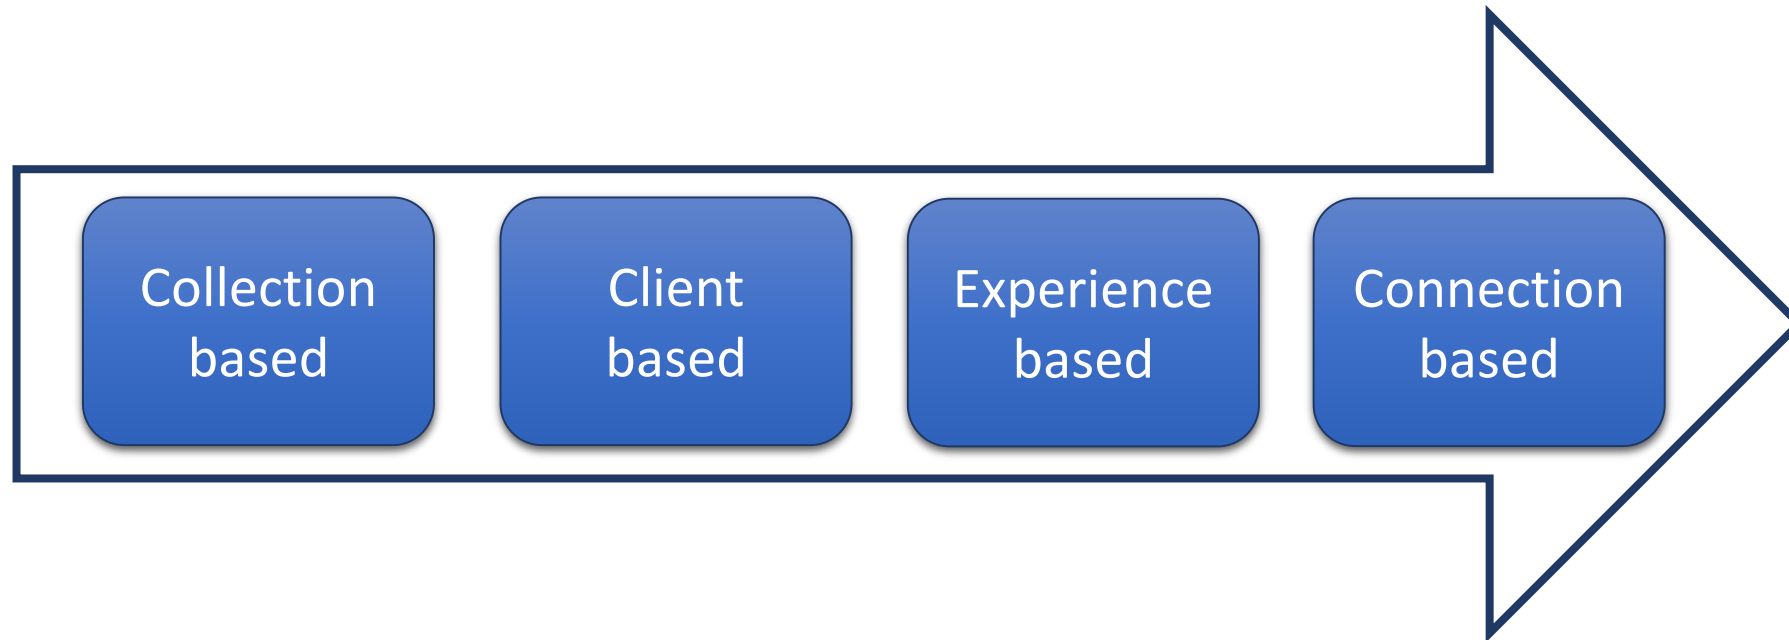 Collection
based
Client
based
Experience
based
Connection
based